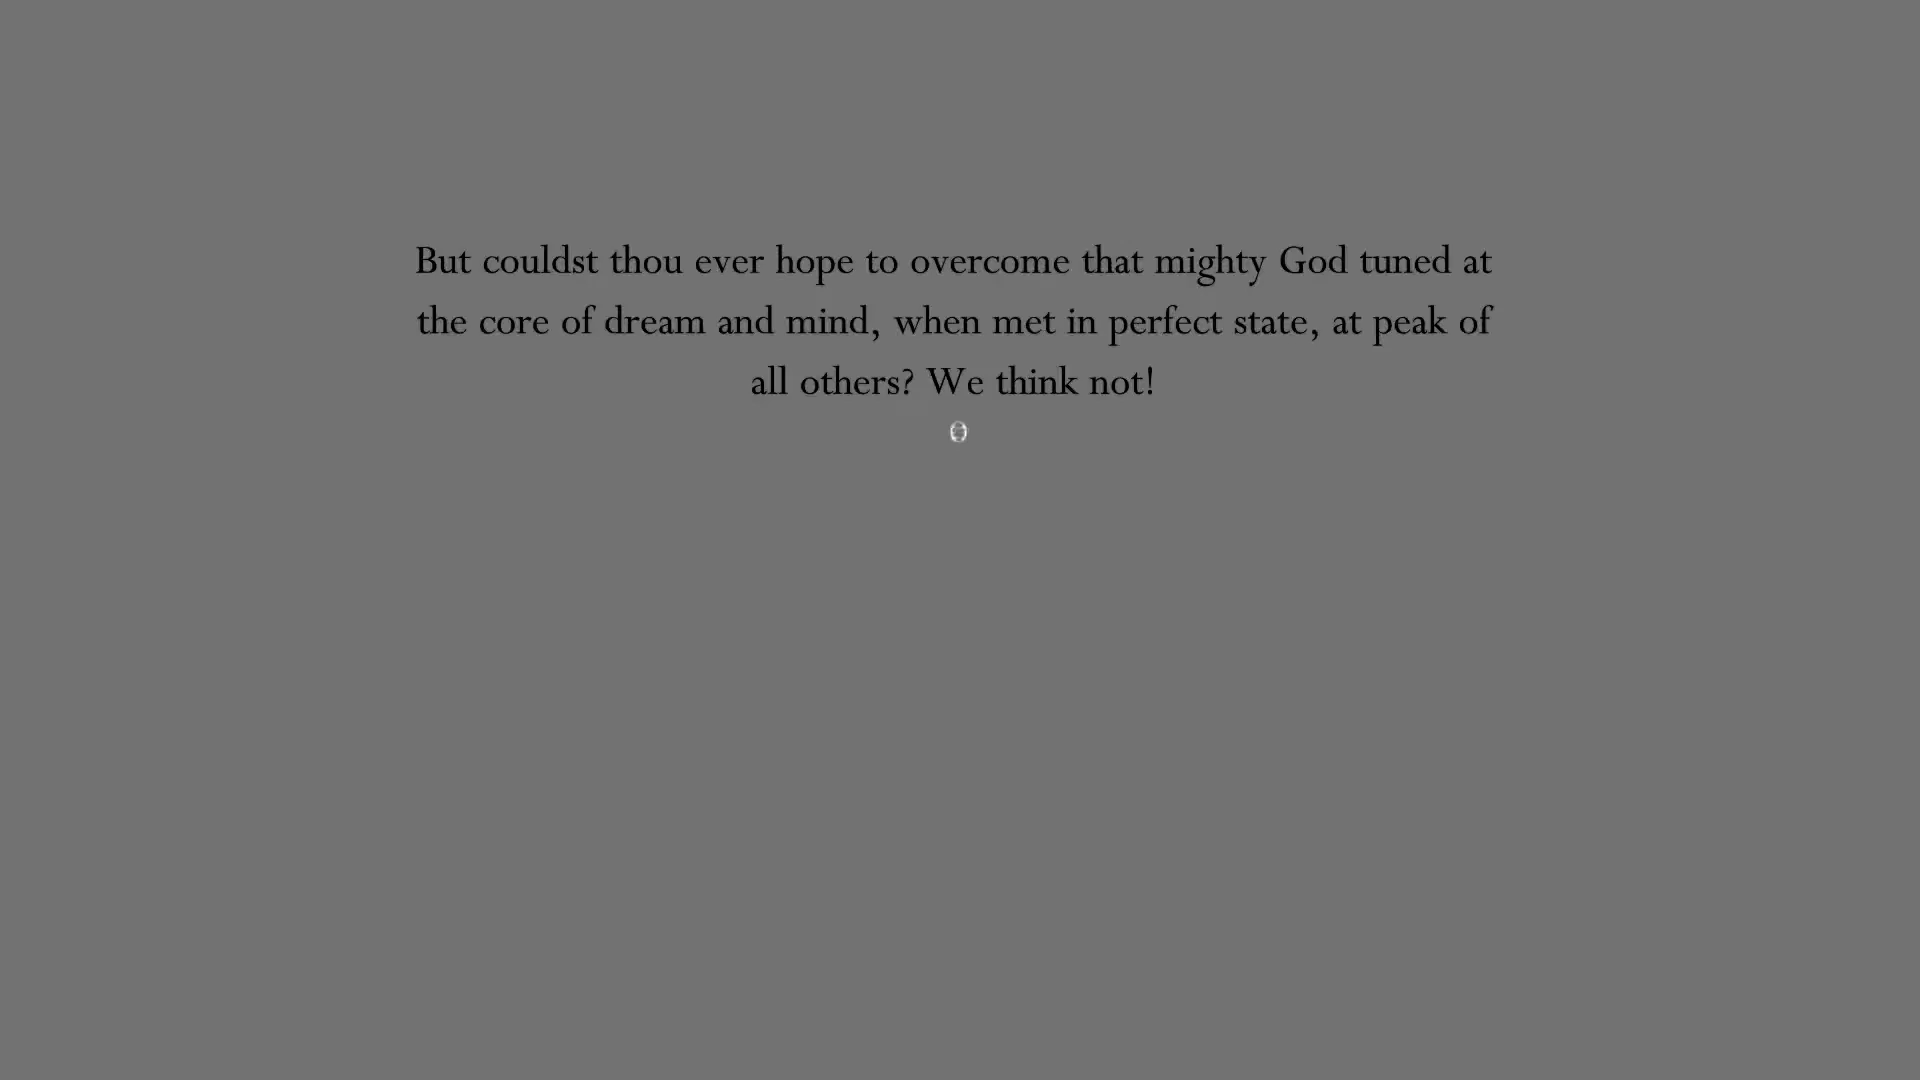 But couldst thou ever hope to overcome that mighty God tuned at
the core of dream and mind, when met in perfect state, at peak of
all others? We think not!